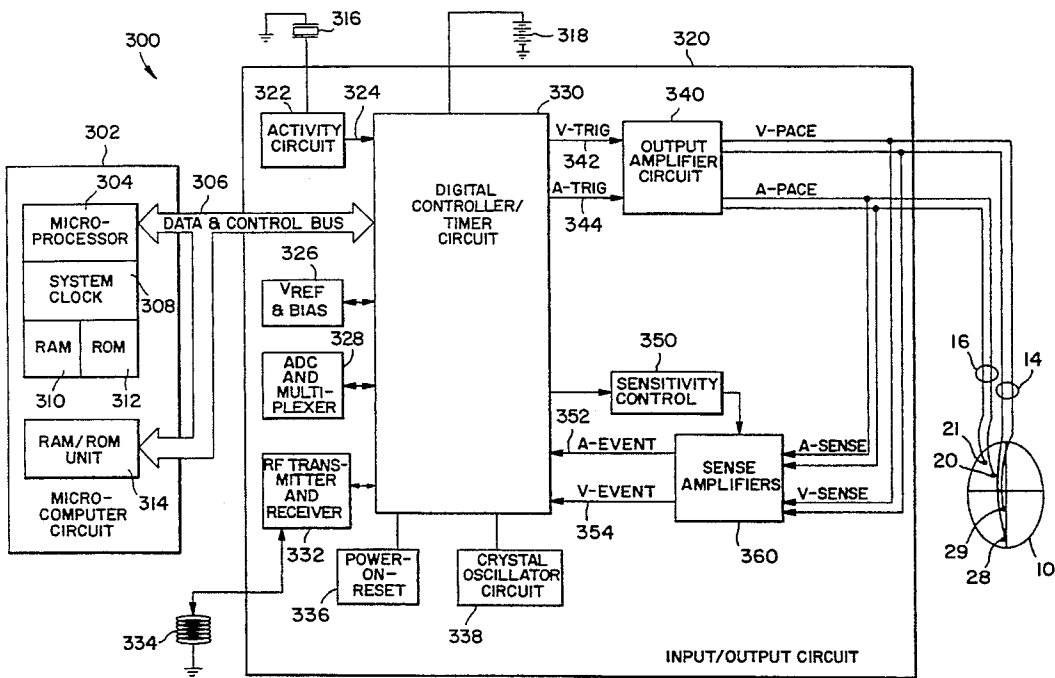 300
316
318
320
322
324
330
340
ACTIVITY
CIRCUIT
V-TRIG
342
A-TRIG
344
OUTPUT
AMPLIFIER
CIRCUIT
V-PACE
A-PACE
302
304
306
MICRO-
PROCESSOR
DATA & CONTROL BUS
DIGITAL
CONTROLLER/
TIMER
CIRCUIT
SYSTEM
CLOCK
308
326
VREF
& BIAS
RAM
ROM
310
312
328
ADC
AND
MULTI-
PLEXER
350
SENSITIVITY
CONTROL
16
14
RAM/ROM
UNIT
314
MICRO-
COMPUTER
CIRCUIT
352
A-EVENT
SENSE
AMPLIFIERS
A-SENSE
V-EVENT
354
V-SENSE
360
21
20
29
28
10
RF TRANS-
MITTER
AND
RECEIVER
332
POWER-
ON-
RESET
336
CRYSTAL
OSCILLATOR
CIRCUIT
338
334
INPUT/OUTPUT CIRCUIT